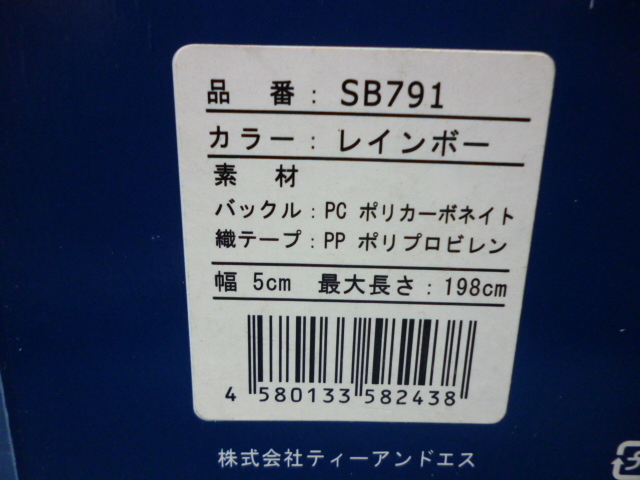 品 番 : SB791
カラー : レインボー
素 材
バックル : PC ポリカーボネイト
織テープ : PP ポリプロピレン
幅 5cm 最大長さ : 198cm
4 580133 582438
株式会社ティーアンドエス